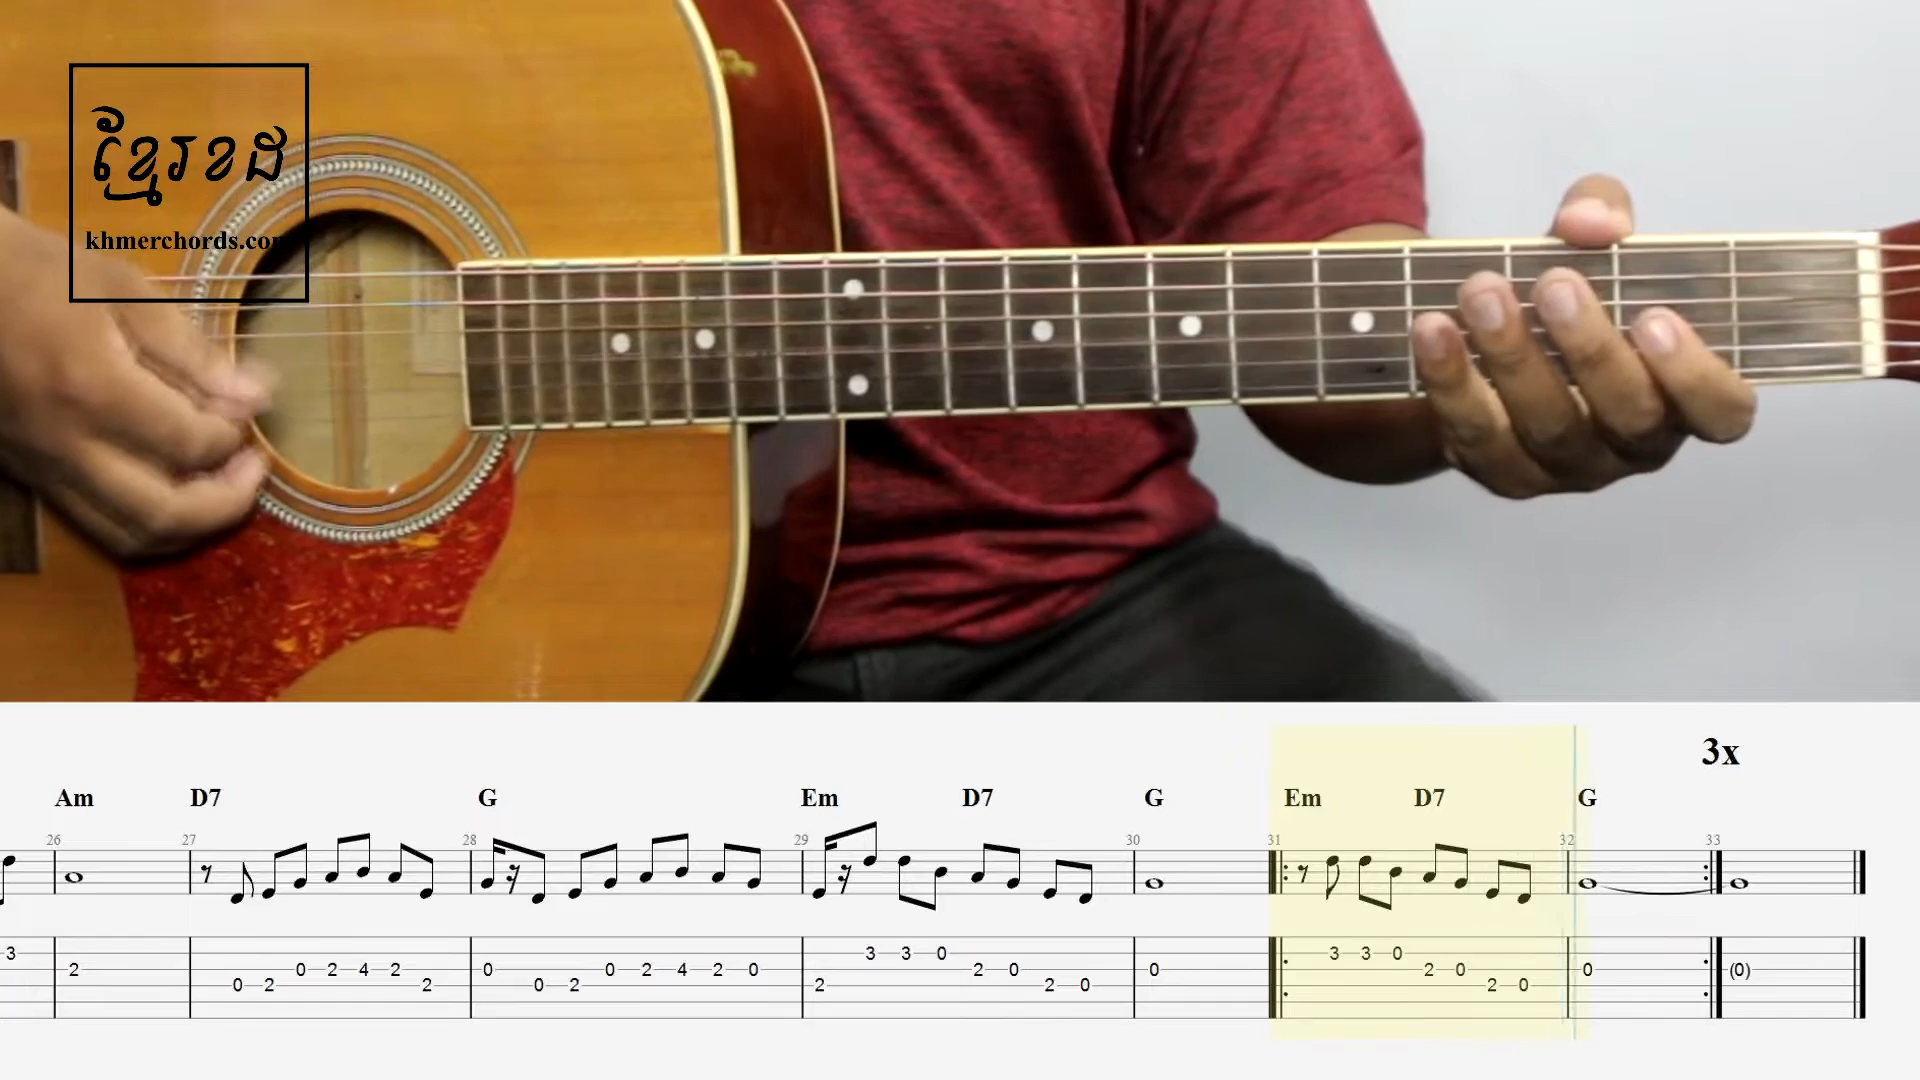 ខ្មែរខដ
khmerchords.com
3x
Am D7 G Em D7 G Em D7 G
26 27 28 29 30 31 32 33
3 3 3 0 3 3 0
2 0 2 4 2 0 0 2 4 2 0 2 0 0 2 0 0 (0)
0 2 2 0 2 2 2 0 2 0